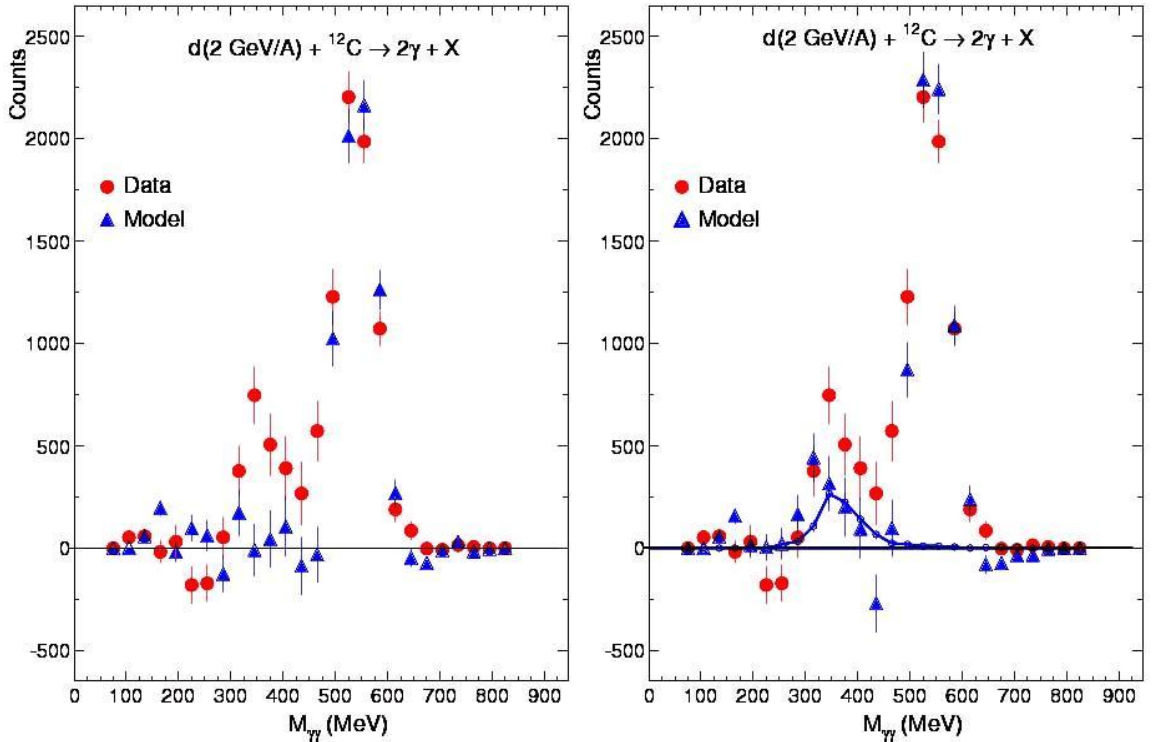 d(2 GeV/A) + ¹²C → 2γ + X
Counts
2500
2000
1500
1000
500
0
-500
Data
Model
0 100 200 300 400 500 600 700 800 900
M_γγ (MeV)
d(2 GeV/A) + ¹²C → 2γ + X
Counts
2500
2000
1500
1000
500
0
-500
Data
Model
0 100 200 300 400 500 600 700 800 900
M_γγ (MeV)